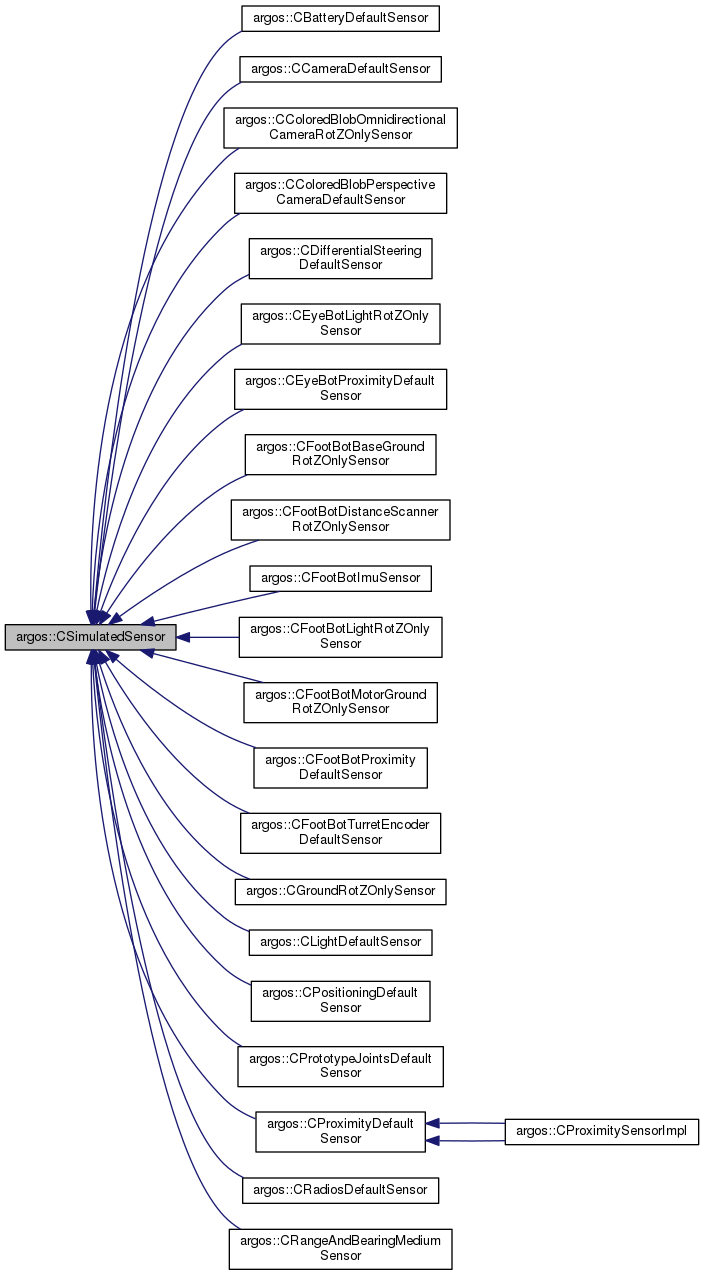 argos::CBatteryDefaultSensor
argos::CCameraDefaultSensor
argos::CColoredBlobOmnidirectional
CameraRotZOnlySensor
argos::CColoredBlobPerspective
CameraDefaultSensor
argos::CDifferentialSteering
DefaultSensor
argos::CEyeBotLightRotZOnly
Sensor
argos::CEyeBotProximityDefault
Sensor
argos::CFootBotBaseGround
RotZOnlySensor
argos::CFootBotDistanceScanner
RotZOnlySensor
argos::CFootBotImuSensor
argos::CSimulatedSensor
argos::CFootBotLightRotZOnly
Sensor
argos::CFootBotMotorGround
RotZOnlySensor
argos::CFootBotProximity
DefaultSensor
argos::CFootBotTurretEncoder
DefaultSensor
argos::CGroundRotZOnlySensor
argos::CLightDefaultSensor
argos::CPositioningDefault
Sensor
argos::CPrototypeJointsDefault
Sensor
argos::CProximityDefault
Sensor
argos::CProximitySensorImpl
argos::CRadiosDefaultSensor
argos::CRangeAndBearingMedium
Sensor